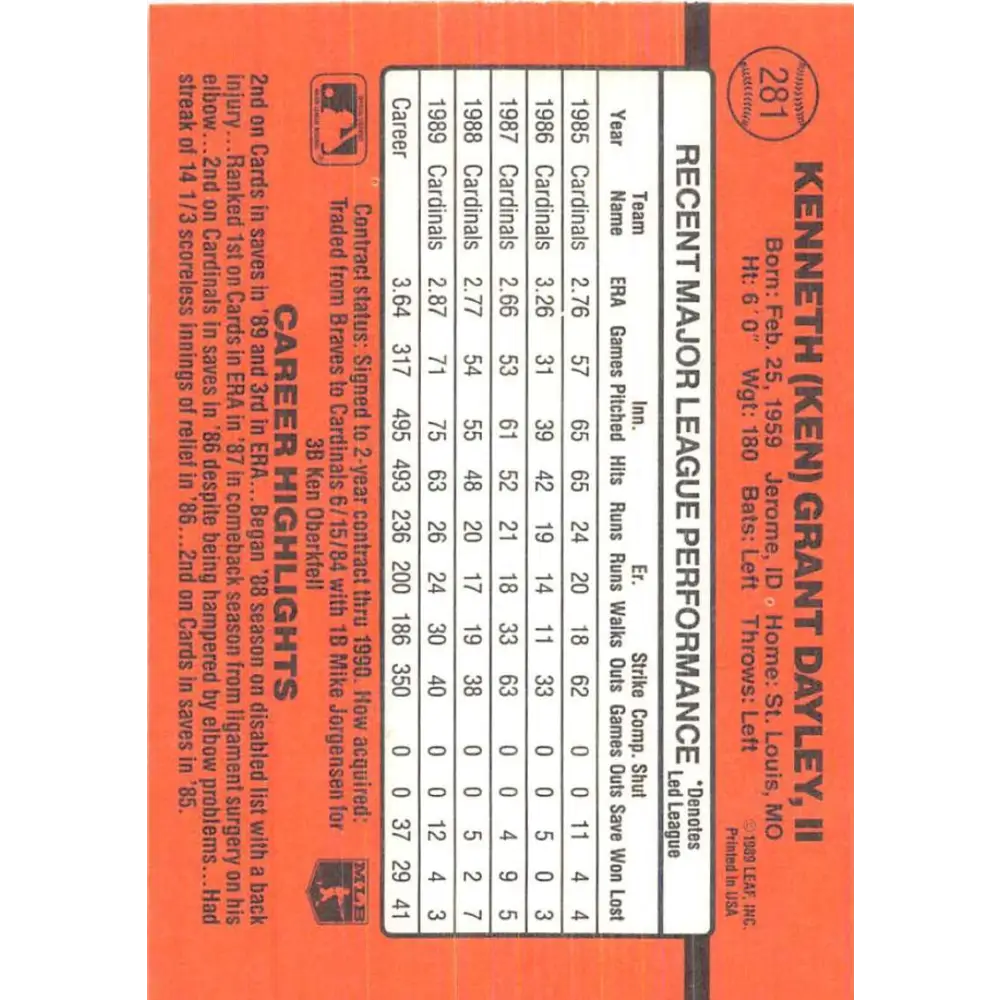 281
KENNETH (KEN) GRANT DAYLEY, II
Born: Feb. 25, 1959 Jerome, ID Home: St. Louis, MO
Ht: 6'0" Wgt: 180 Bats: Left Throws: Left
© 1989 LEAF, INC.
Printed in USA
RECENT MAJOR LEAGUE PERFORMANCE *Denotes Led League
Team Inn. Er. Strike Comp. Shut
Year Name ERA Games Pitched Hits Runs Runs Walks Outs Games Outs Save Won Lost
1985 Cardinals 2.76 57 65 65 24 20 18 62 0 0 11 4 4
1986 Cardinals 3.26 31 39 42 19 14 11 33 0 0 5 0 3
1987 Cardinals 2.66 53 61 52 21 18 33 63 0 0 4 9 5
1988 Cardinals 2.77 54 55 48 20 17 19 38 0 0 5 2 7
1989 Cardinals 2.87 71 75 63 26 24 30 40 0 0 12 4 3
Career 3.64 317 495 493 236 200 186 350 0 0 37 29 41
Contract status: Signed to 2-year contract thru 1990. How acquired:
Traded from Braves to Cardinals 6/15/84 with 1B Mike Jorgensen for
3B Ken Oberkfell
MLB
CAREER HIGHLIGHTS
2nd on Cards in saves in '89 and 3rd in ERA...Began '88 season on disabled list with a back
injury...Ranked 1st on Cards in ERA in '87 in comeback season from ligament surgery on his
elbow...2nd on Cardinals in saves in '86 despite being hampered by elbow problems...Had
streak of 14 1/3 scoreless innings of relief in '86...2nd on Cards in saves in '85.